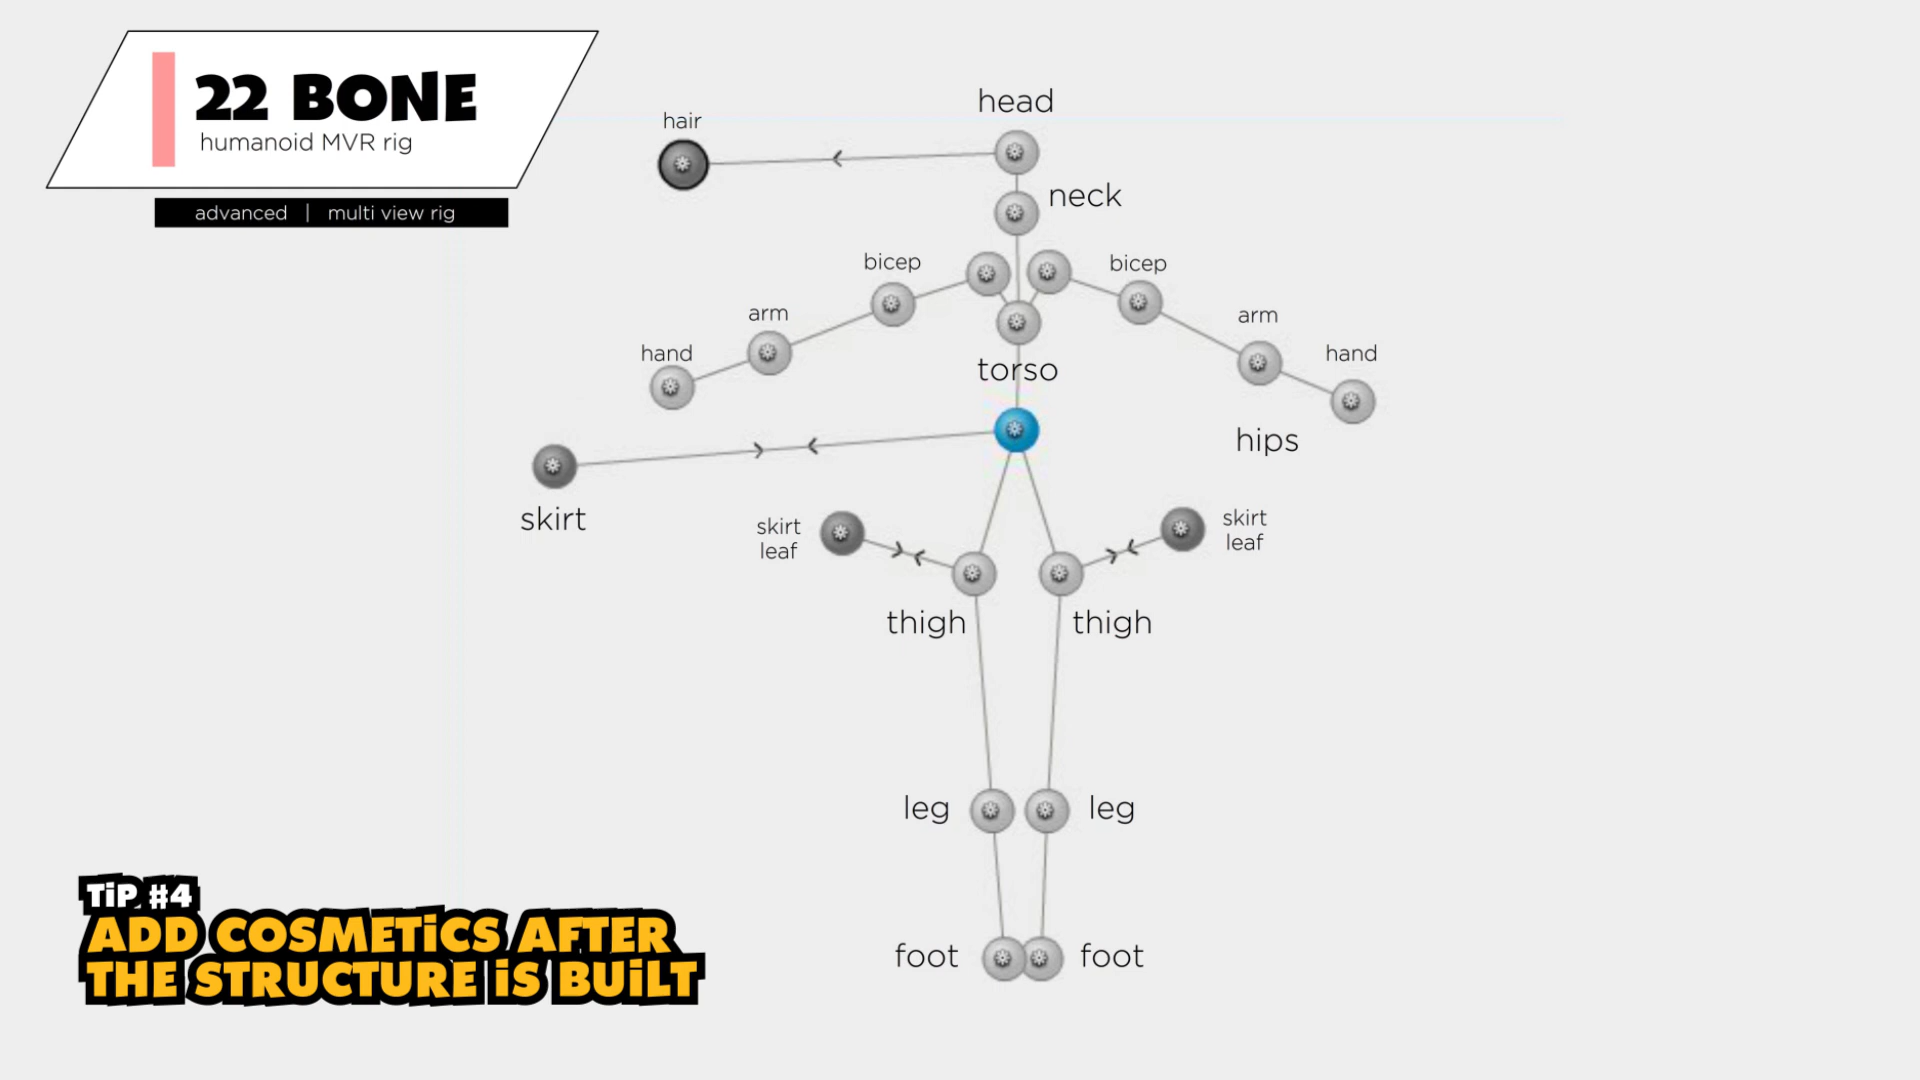 22 BONE
humanoid MVR rig
advanced | multi view rig
head
hair
neck
bicep
bicep
arm
arm
hand
hand
torso
hips
skirt
skirt
leaf
skirt
leaf
thigh
thigh
leg
leg
foot
foot
TiP #4
ADD COSMETiCS AFTER
THE STRUCTURE iS BUiLT